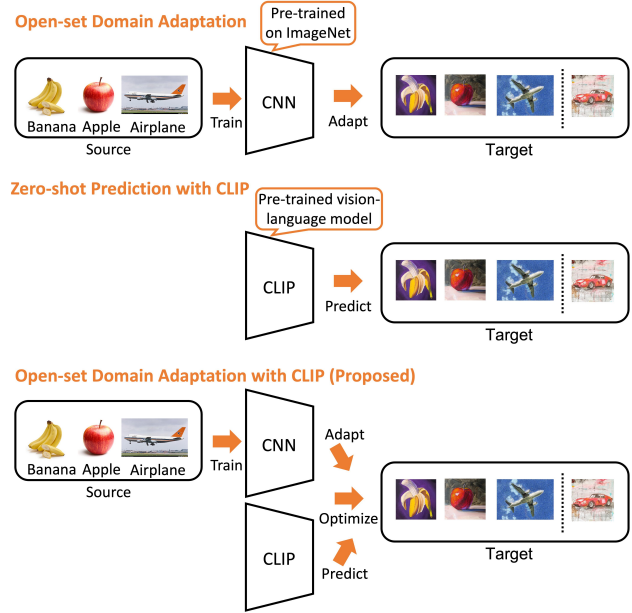 Open-set Domain Adaptation
Pre-trained
on ImageNet
Banana Apple Airplane
Source
Train
CNN
Adapt
Target
Zero-shot Prediction with CLIP
Pre-trained vision-
language model
CLIP
Predict
Target
Open-set Domain Adaptation with CLIP (Proposed)
Banana Apple Airplane
Source
Train
CNN
Adapt
Optimize
CLIP
Predict
Target